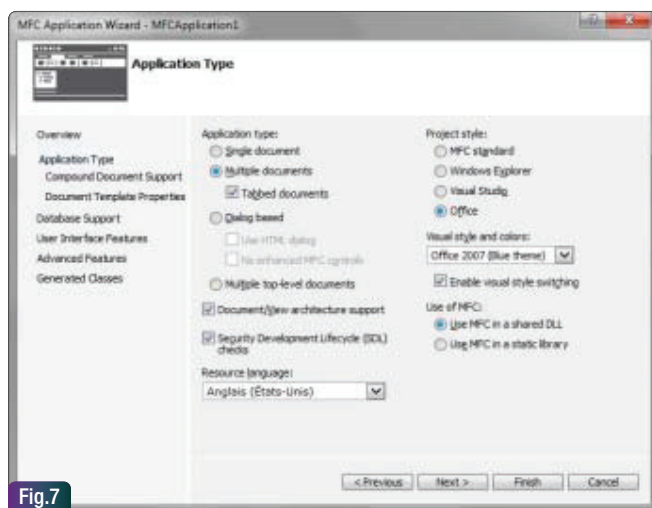 MFC Application Wizard - MFCApplication1
Application Type
Overview
Application Type
Compound Document Support
Document Template Properties
Database Support
User Interface Features
Advanced Features
Generated Classes
Application type:
Single document
Multiple documents
Tabbed documents
Dialog based
Use HTML dialog
No enhanced MFC controls
Multiple top-level documents
Document/View architecture support
Security Development Lifecycle (SDL)
checks
Resource language:
Anglais (États-Unis)
Project style:
MFC standard
Windows Explorer
Visual Studio
Office
Visual style and colors:
Office 2007 (Blue theme)
Enable visual style switching
Use of MFC:
Use MFC in a shared DLL
Use MFC in a static library
< Previous
Next >
Finish
Cancel
Fig.7